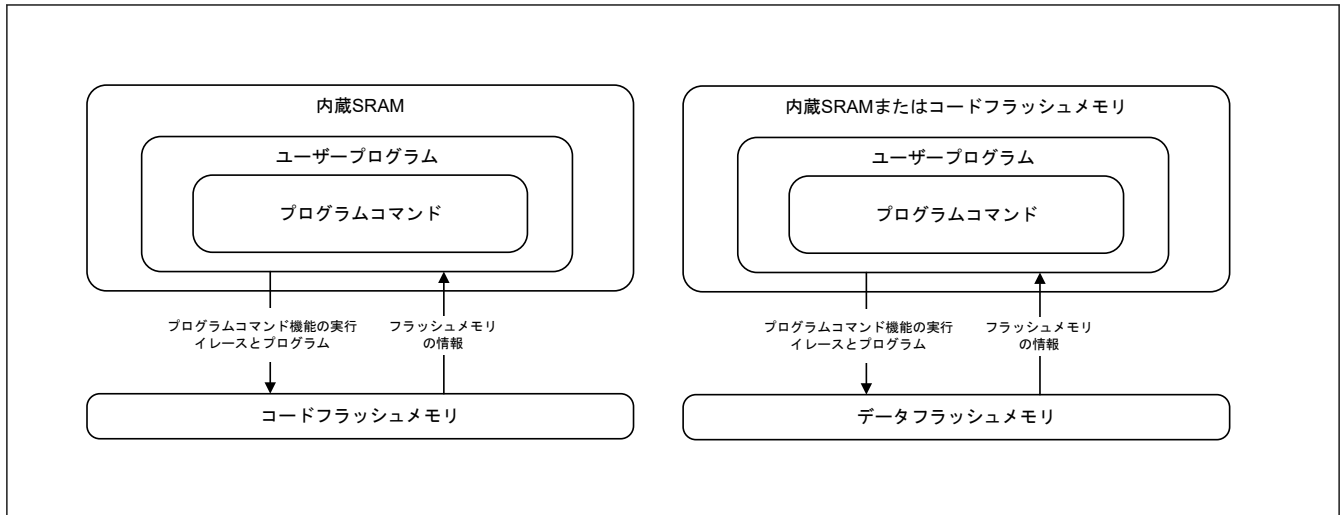 内蔵SRAM
ユーザープログラム
プログラムコマンド
プログラムコマンド機能の実行
イレースとプログラム
フラッシュメモリ
の情報
コードフラッシュメモリ
内蔵SRAMまたはコードフラッシュメモリ
ユーザープログラム
プログラムコマンド
プログラムコマンド機能の実行
イレースとプログラム
フラッシュメモリ
の情報
データフラッシュメモリ